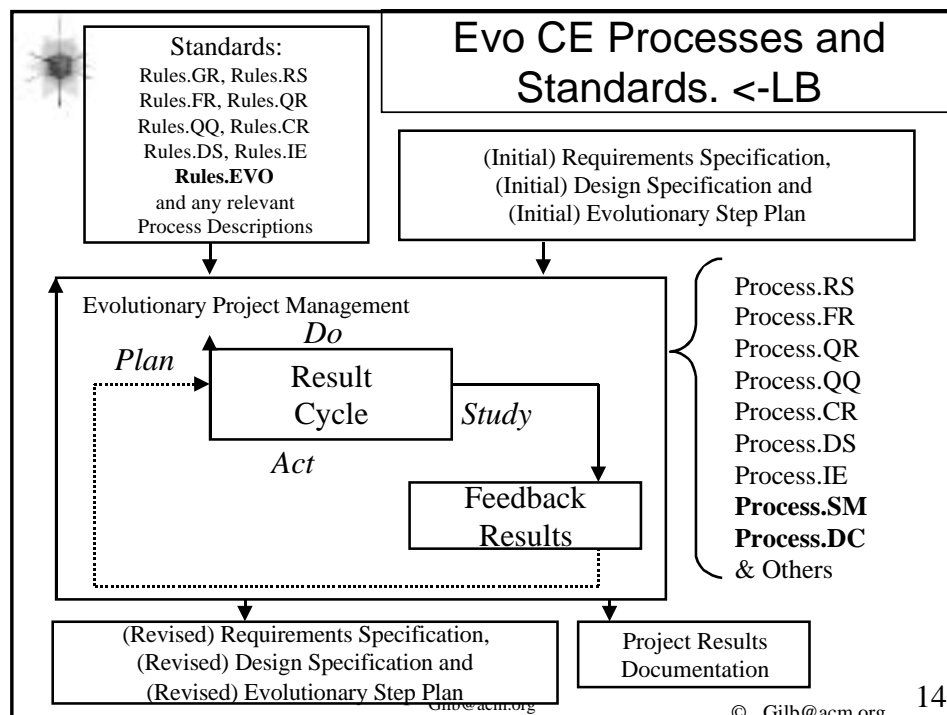 Evo CE Processes and
Standards. <-LB
Standards:
Rules.GR, Rules.RS
Rules.FR, Rules.QR
Rules.QQ, Rules.CR
Rules.DS, Rules.IE
Rules.EVO
and any relevant
Process Descriptions
(Initial) Requirements Specification,
(Initial) Design Specification and
(Initial) Evolutionary Step Plan
Evolutionary Project Management
Plan
Do
Result
Cycle
Study
Act
Feedback
Results
Process.RS
Process.FR
Process.QR
Process.QQ
Process.CR
Process.DS
Process.IE
Process.SM
Process.DC
& Others
(Revised) Requirements Specification,
(Revised) Design Specification and
(Revised) Evolutionary Step Plan
Project Results
Documentation
Gilb@acm.org
© Gilb@acm.org
14